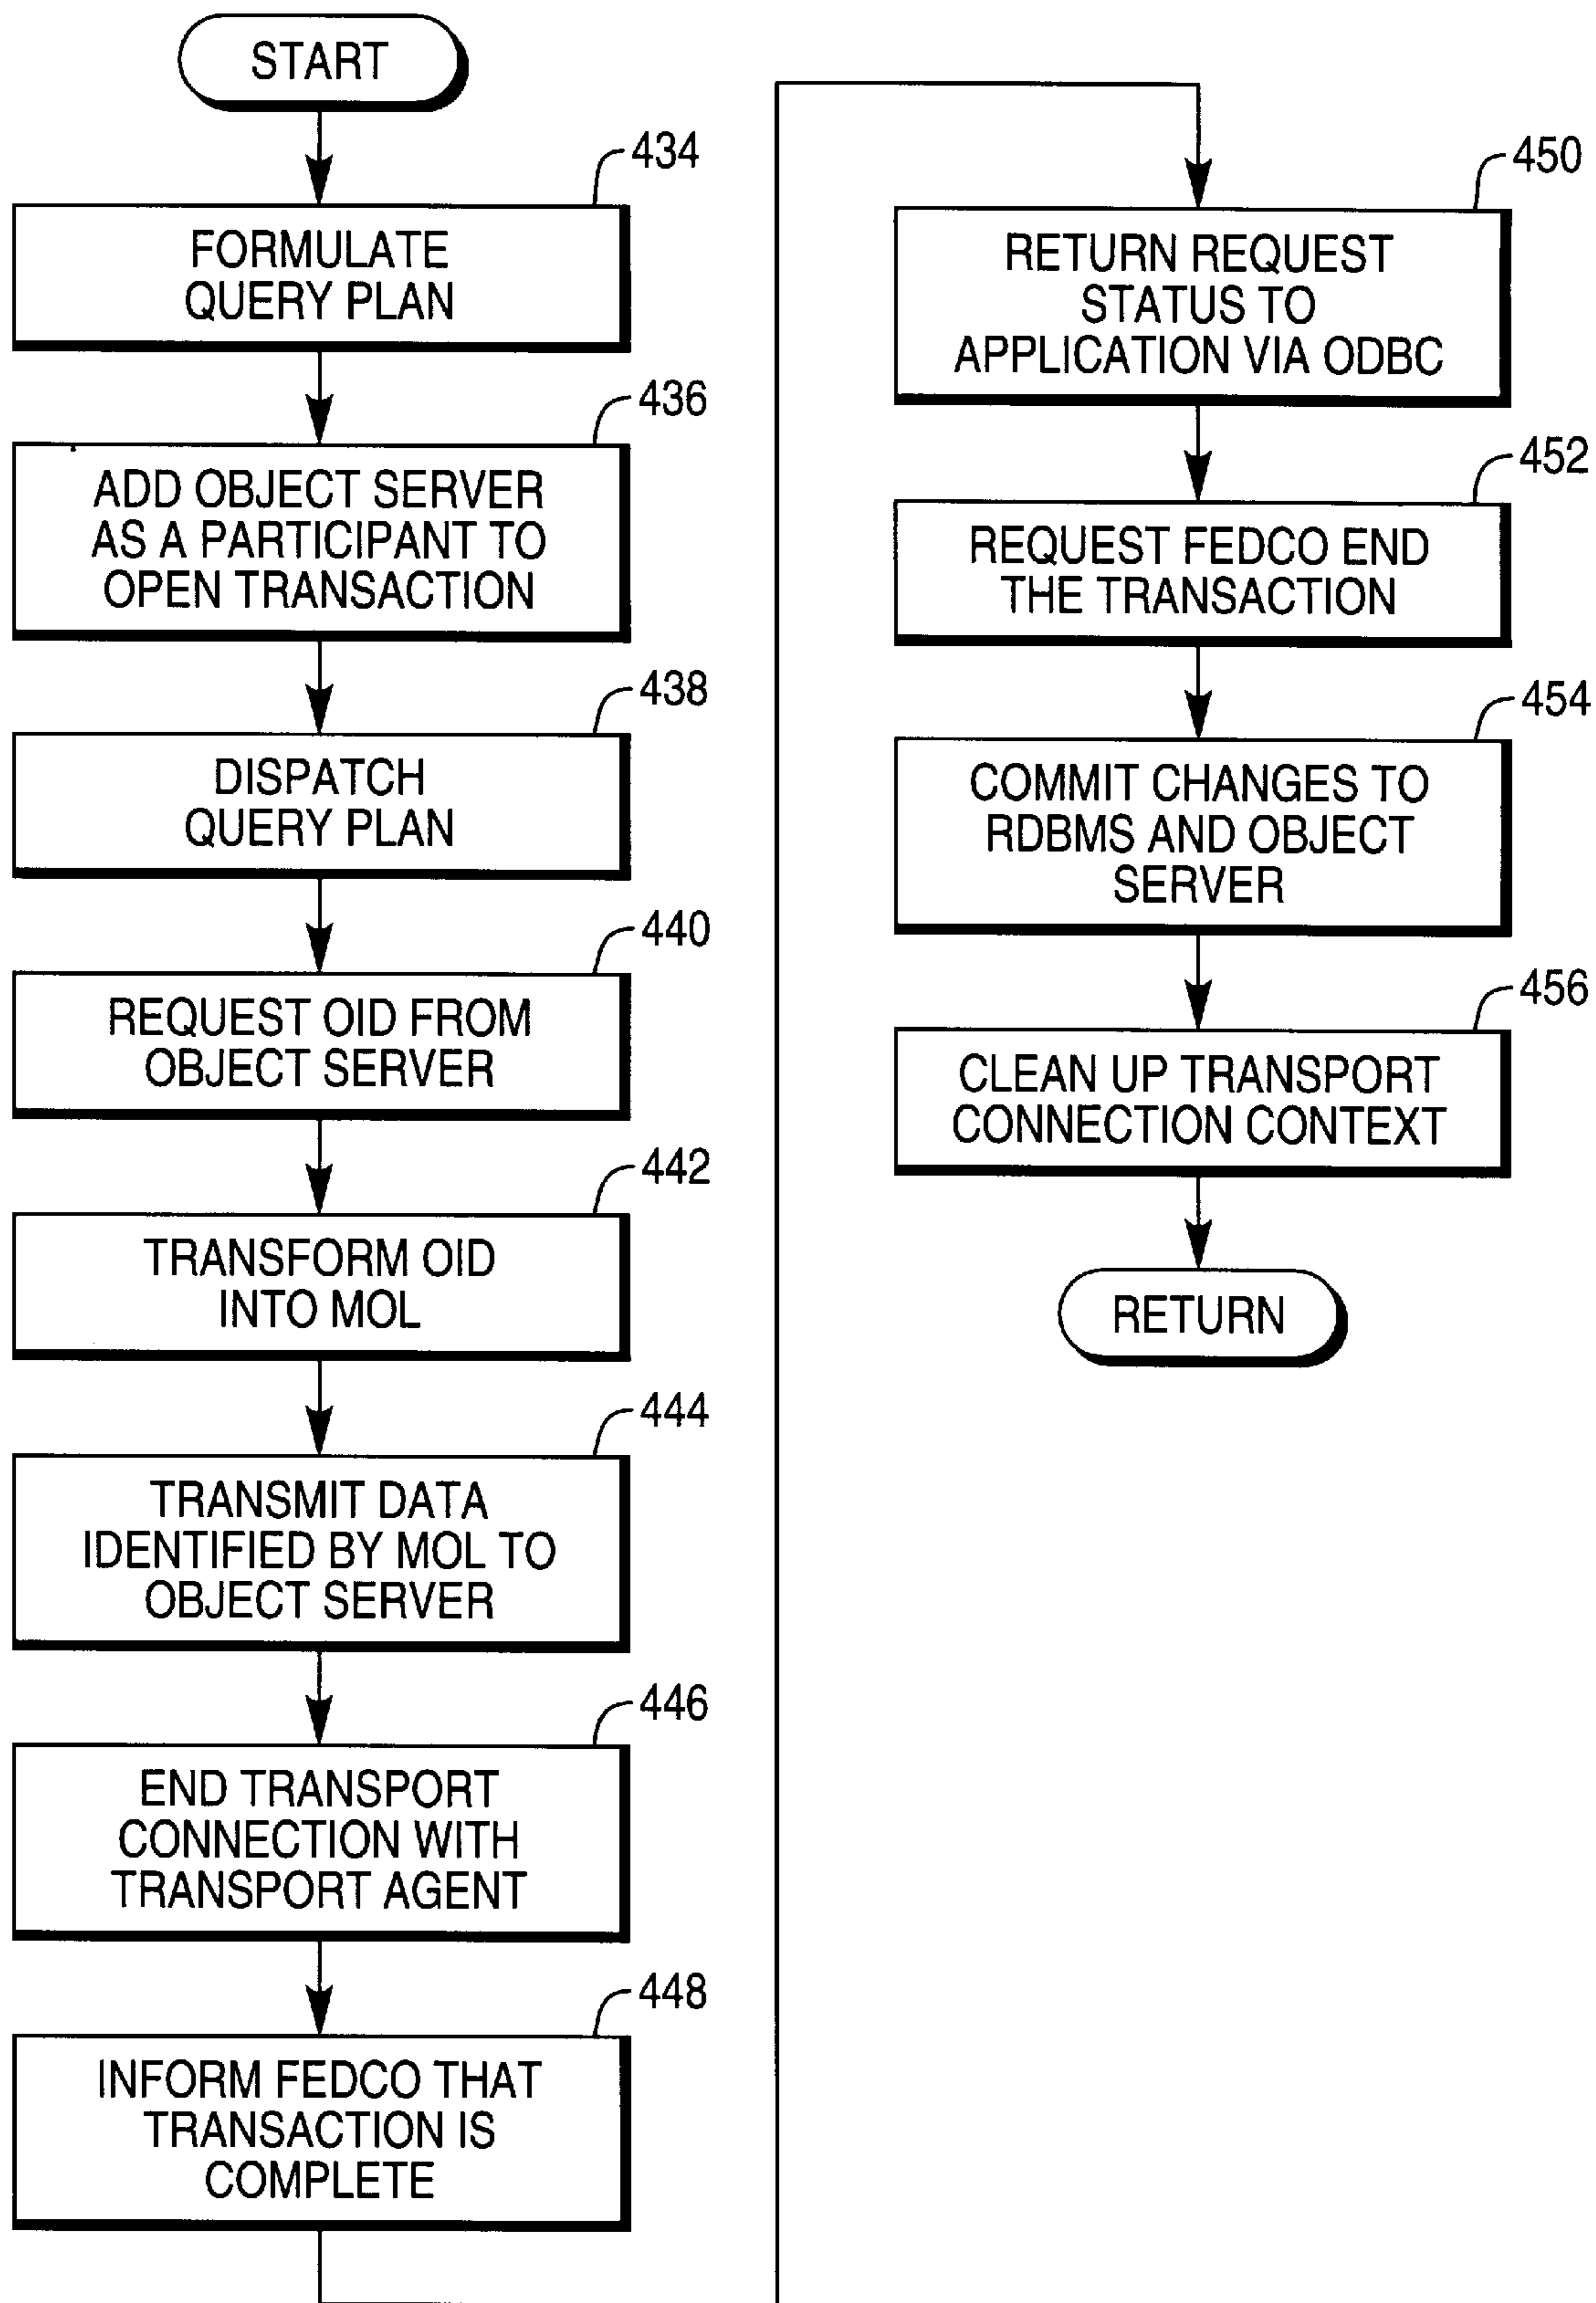 START
434
FORMULATE
QUERY PLAN
436
ADD OBJECT SERVER
AS A PARTICIPANT TO
OPEN TRANSACTION
438
DISPATCH
QUERY PLAN
440
REQUEST OID FROM
OBJECT SERVER
442
TRANSFORM OID
INTO MOL
444
TRANSMIT DATA
IDENTIFIED BY MOL TO
OBJECT SERVER
446
END TRANSPORT
CONNECTION WITH
TRANSPORT AGENT
448
INFORM FEDCO THAT
TRANSACTION IS
COMPLETE
450
RETURN REQUEST
STATUS TO
APPLICATION VIA ODBC
452
REQUEST FEDCO END
THE TRANSACTION
454
COMMIT CHANGES TO
RDBMS AND OBJECT
SERVER
456
CLEAN UP TRANSPORT
CONNECTION CONTEXT
RETURN